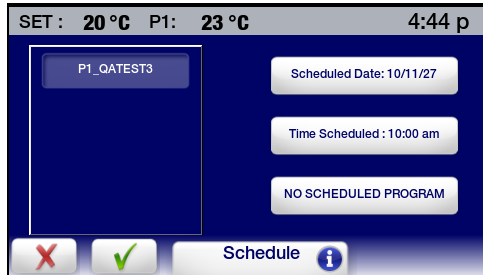 SET : 20 °C P1: 23 °C 4:44 p
P1_QATEST3
Scheduled Date: 10/11/27
Time Scheduled : 10:00 am
NO SCHEDULED PROGRAM
Schedule i